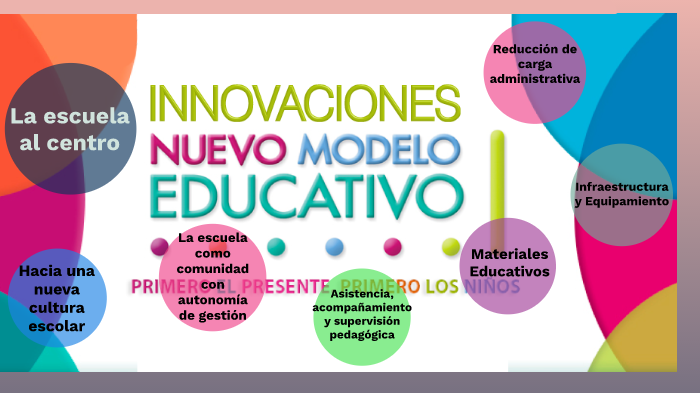 INNOVACIONES
NUEVO MODELO
EDUCATIVO
PRIMERO EL PRESENTE, PRIMERO LOS NIÑOS
La escuela
al centro
Hacia una
nueva
cultura
escolar
La escuela
como
comunidad
con
autonomía
de gestión
Asistencia,
acompañamiento
y supervisión
pedagógica
Materiales
Educativos
Infraestructura
y Equipamiento
Reducción de
carga
administrativa